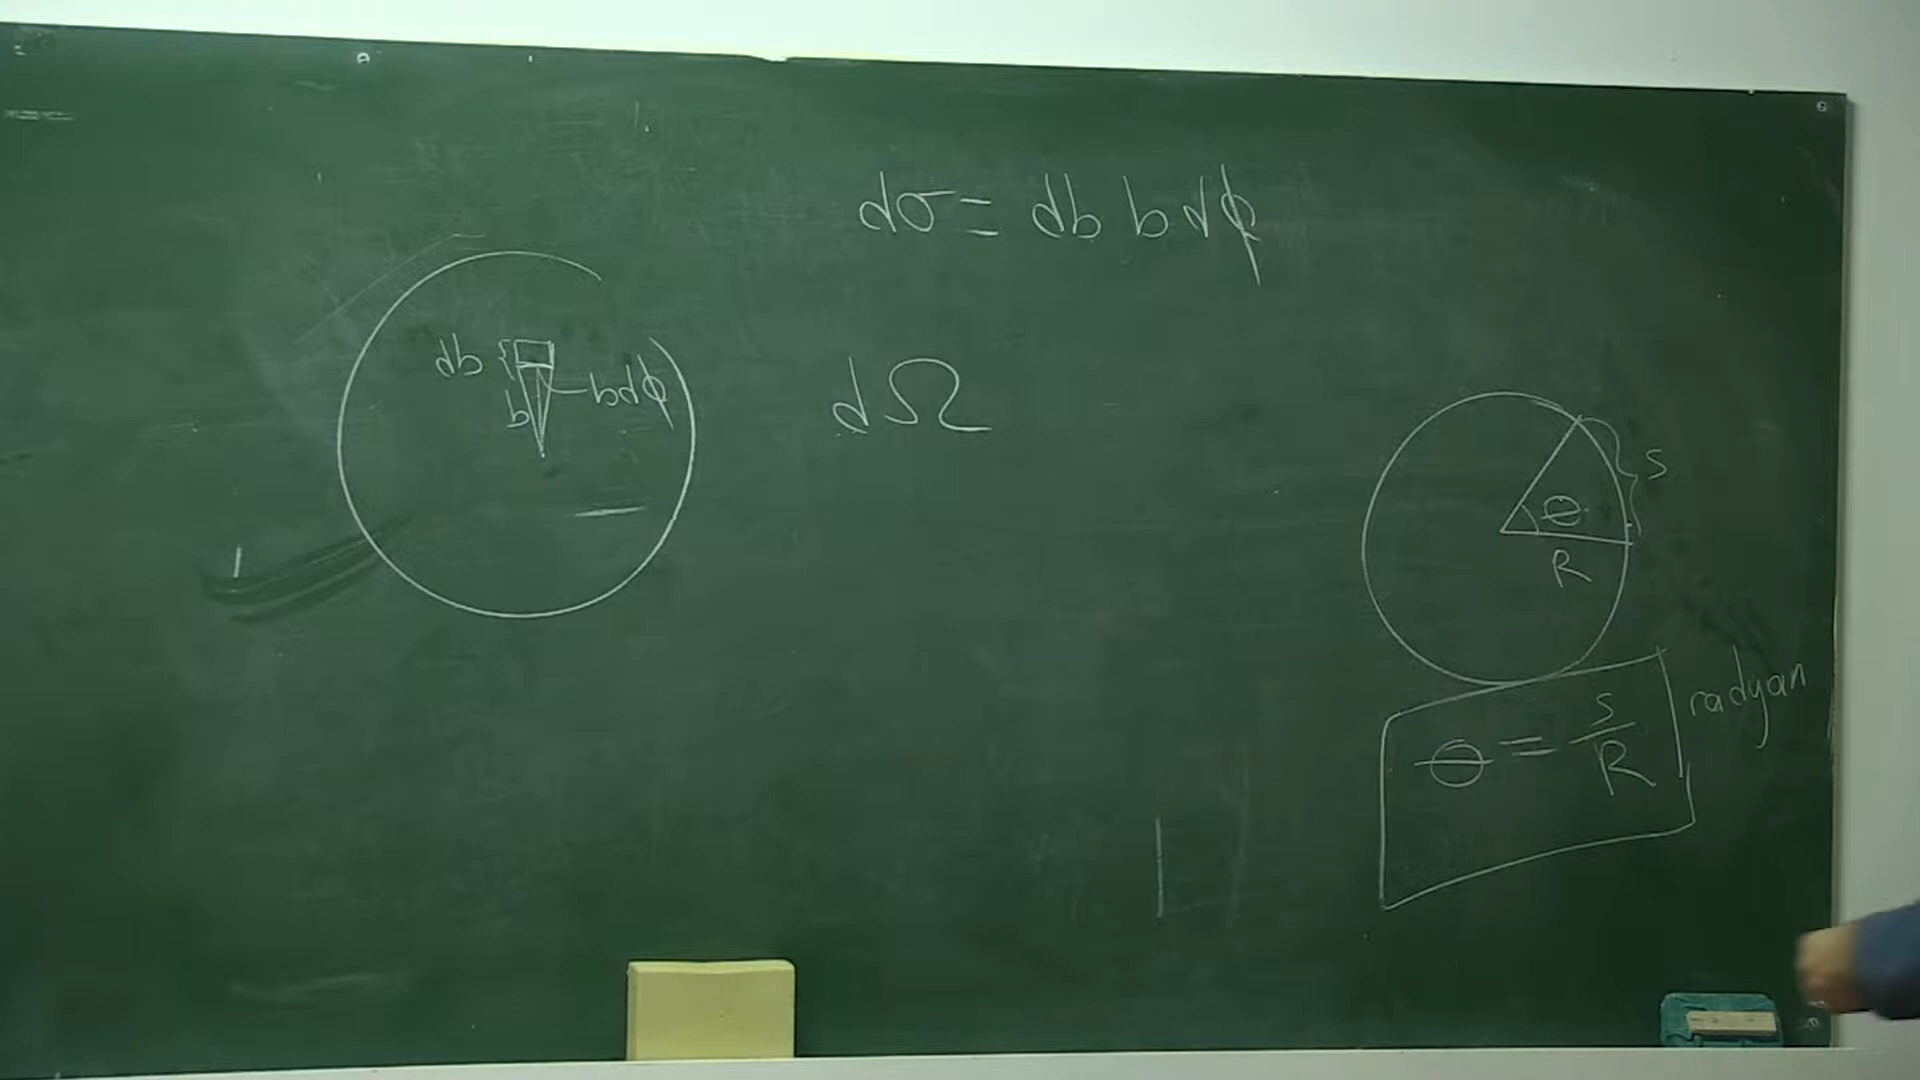 dσ = db b dϕ
db { b bdϕ
dΩ
s
θ
R
θ = s/R radyan